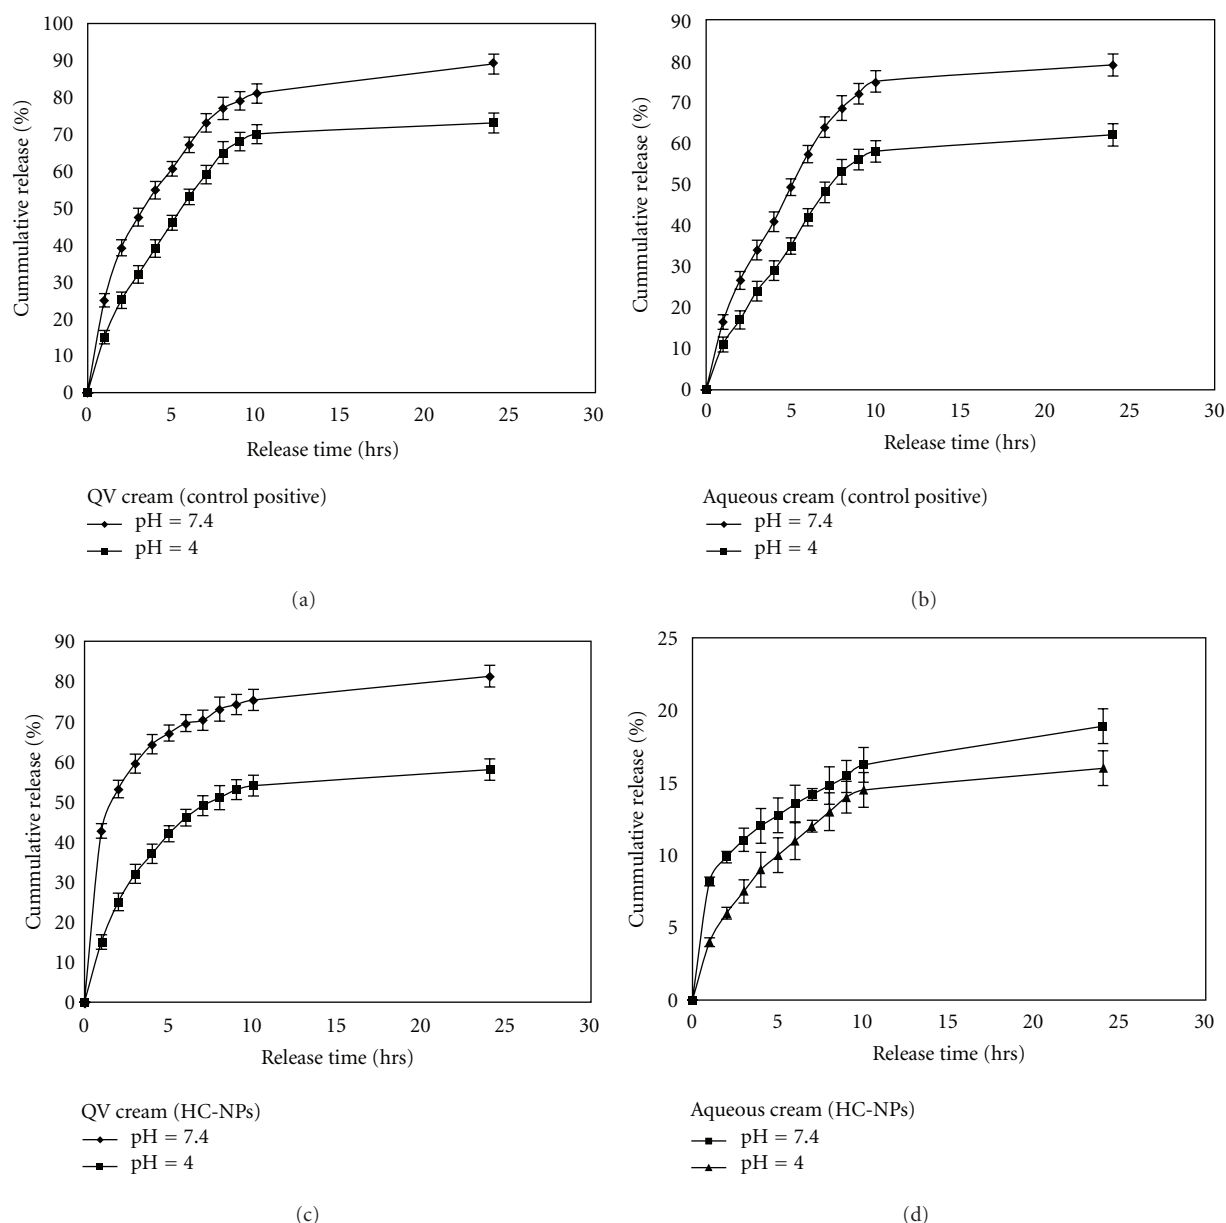 100
90
80
70
60
50
40
30
20
10
0
Cummulative release (%)
0 5 10 15 20 25 30
Release time (hrs)
QV cream (control positive)
pH = 7.4
pH = 4
(a)
90
80
70
60
50
40
30
20
10
0
Cummulative release (%)
0 5 10 15 20 25 30
Release time (hrs)
Aqueous cream (control positive)
pH = 7.4
pH = 4
(b)
90
80
70
60
50
40
30
20
10
0
Cummulative release (%)
0 5 10 15 20 25 30
Release time (hrs)
QV cream (HC-NPs)
pH = 7.4
pH = 4
(c)
25
20
15
10
5
0
Cummulative release (%)
0 5 10 15 20 25 30
Release time (hrs)
Aqueous cream (HC-NPs)
pH = 7.4
pH = 4
(d)